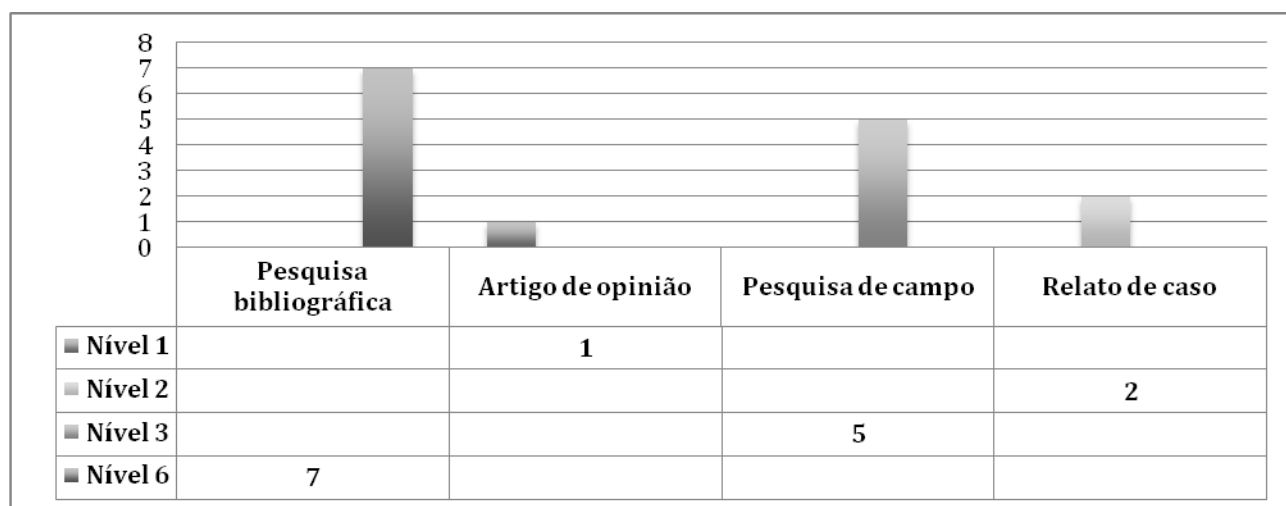 8
7
6
5
4
3
2
1
0
Pesquisa
bibliográfica
Artigo de opinião
Pesquisa de campo
Relato de caso
Nível 1
1
Nível 2
2
Nível 3
5
Nível 6
7